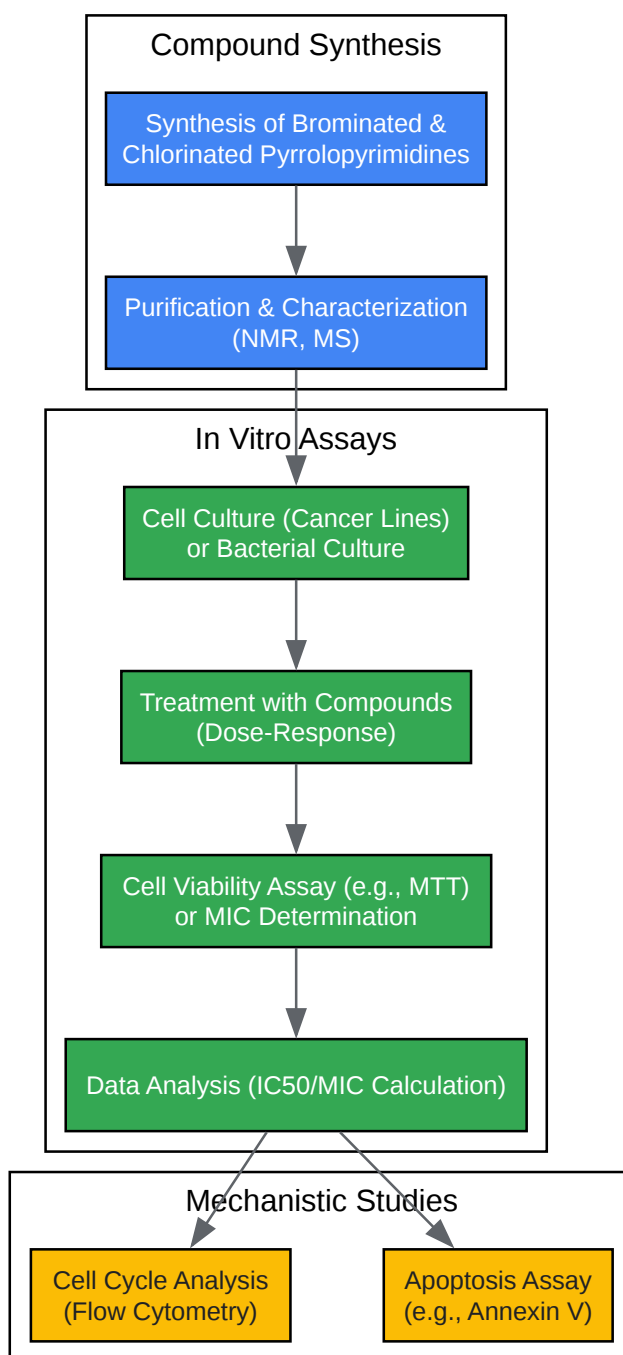 Compound Synthesis
Synthesis of Brominated &
Chlorinated Pyrrolopyrimidines
Purification & Characterization
(NMR, MS)
In Vitro Assays
Cell Culture (Cancer Lines)
or Bacterial Culture
Treatment with Compounds
(Dose-Response)
Cell Viability Assay (e.g., MTT)
or MIC Determination
Data Analysis (IC50/MIC Calculation)
Mechanistic Studies
Cell Cycle Analysis
(Flow Cytometry)
Apoptosis Assay
(e.g., Annexin V)